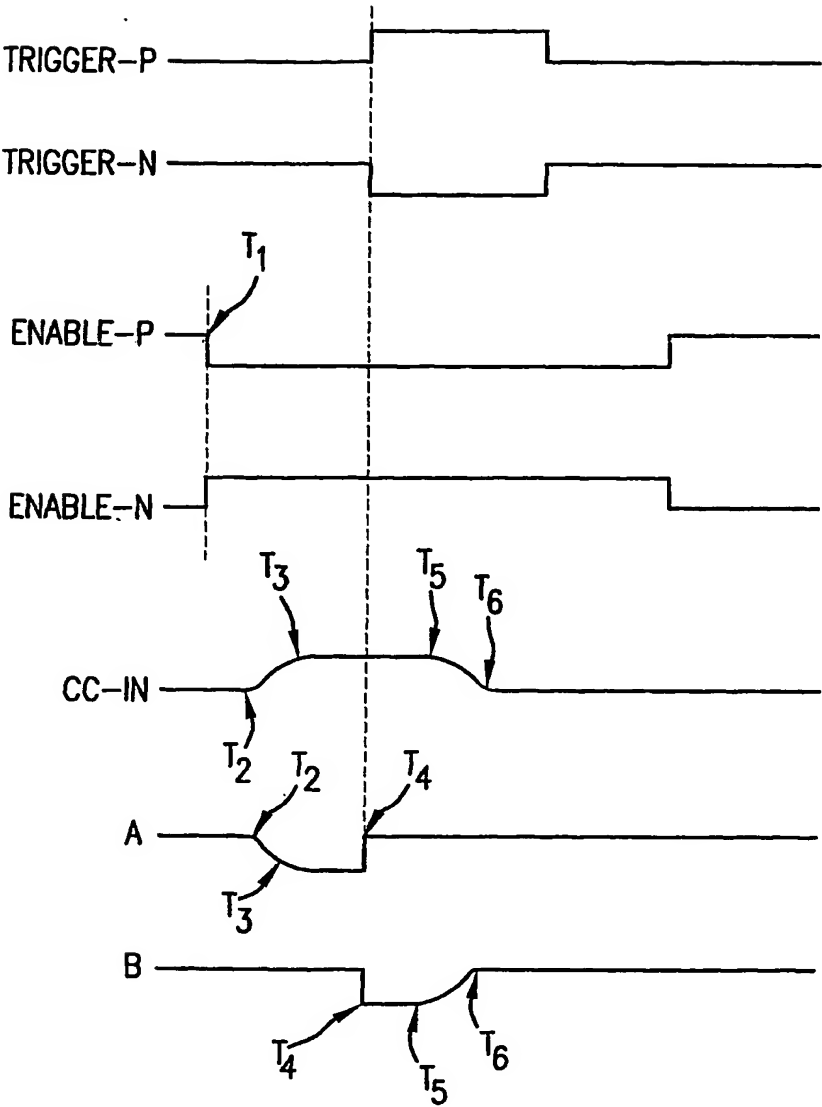 TRIGGER-P
TRIGGER-N
T1
ENABLE-P
ENABLE-N
T3
T5
T6
CC-IN
T2
T2
T4
A
T3
B
T4
T6
T5